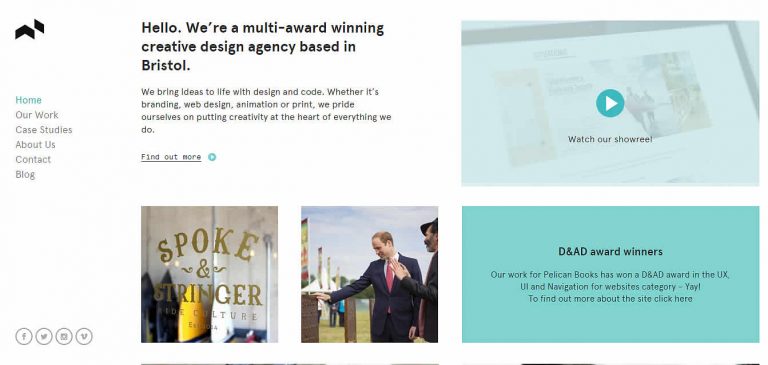 Hello. We're a multi-award winning
creative design agency based in
Bristol.
We bring ideas to life with design and code. Whether it's
branding, web design, animation or print, we pride
ourselves on putting creativity at the heart of everything we
do.
Find out more
Home
Our Work
Case Studies
About Us
Contact
Blog
Watch our showreel
SPOKE
&
STRINGER
RIDE CULTURE
D&AD award winners
Our work for Pelican Books has won a D&AD award in the UX,
UI and Navigation for websites category - Yay!
To find out more about the site click here